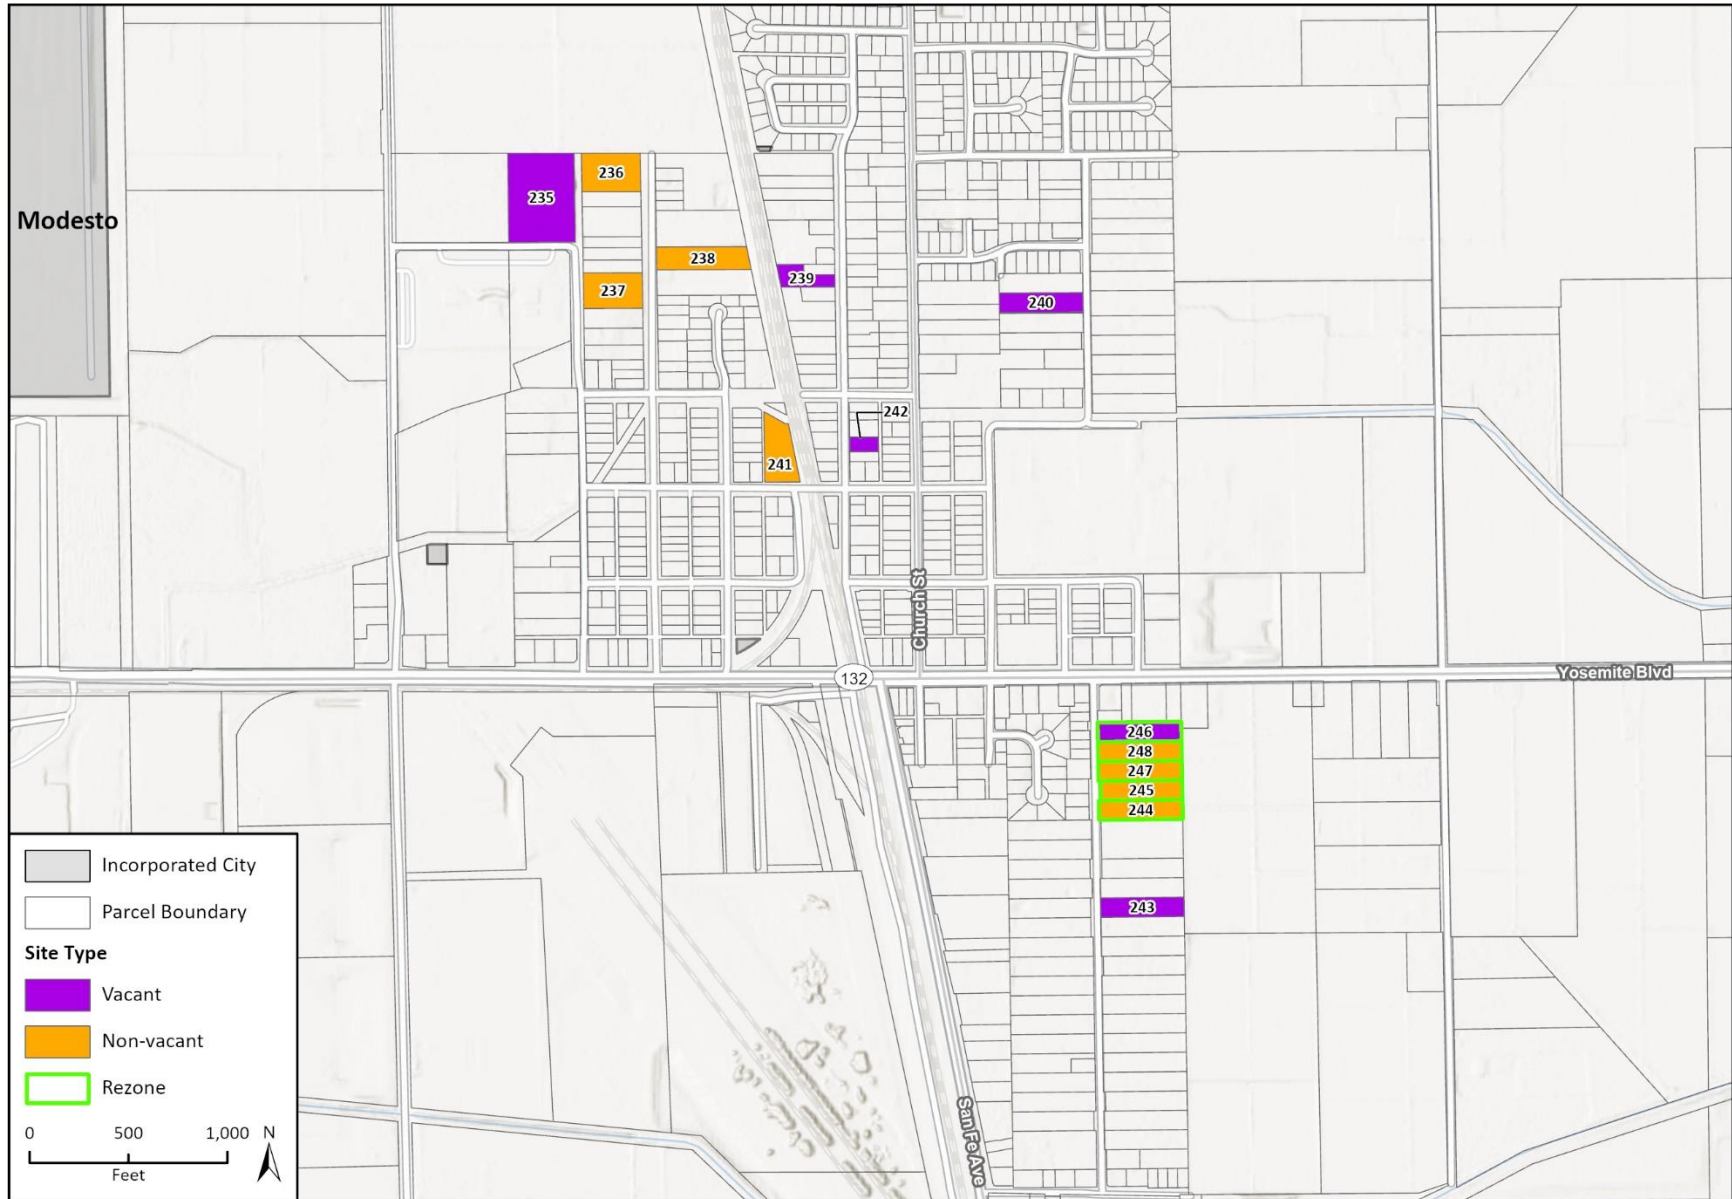 236
235
Modesto
238
239
237
240
242
241
Church St
132
Yosemite Blvd
246
248
247
245
244
243
San Fe Ave
Incorporated City
Parcel Boundary
Site Type
Vacant
Non-vacant
Rezone
0 500 1,000 N
Feet